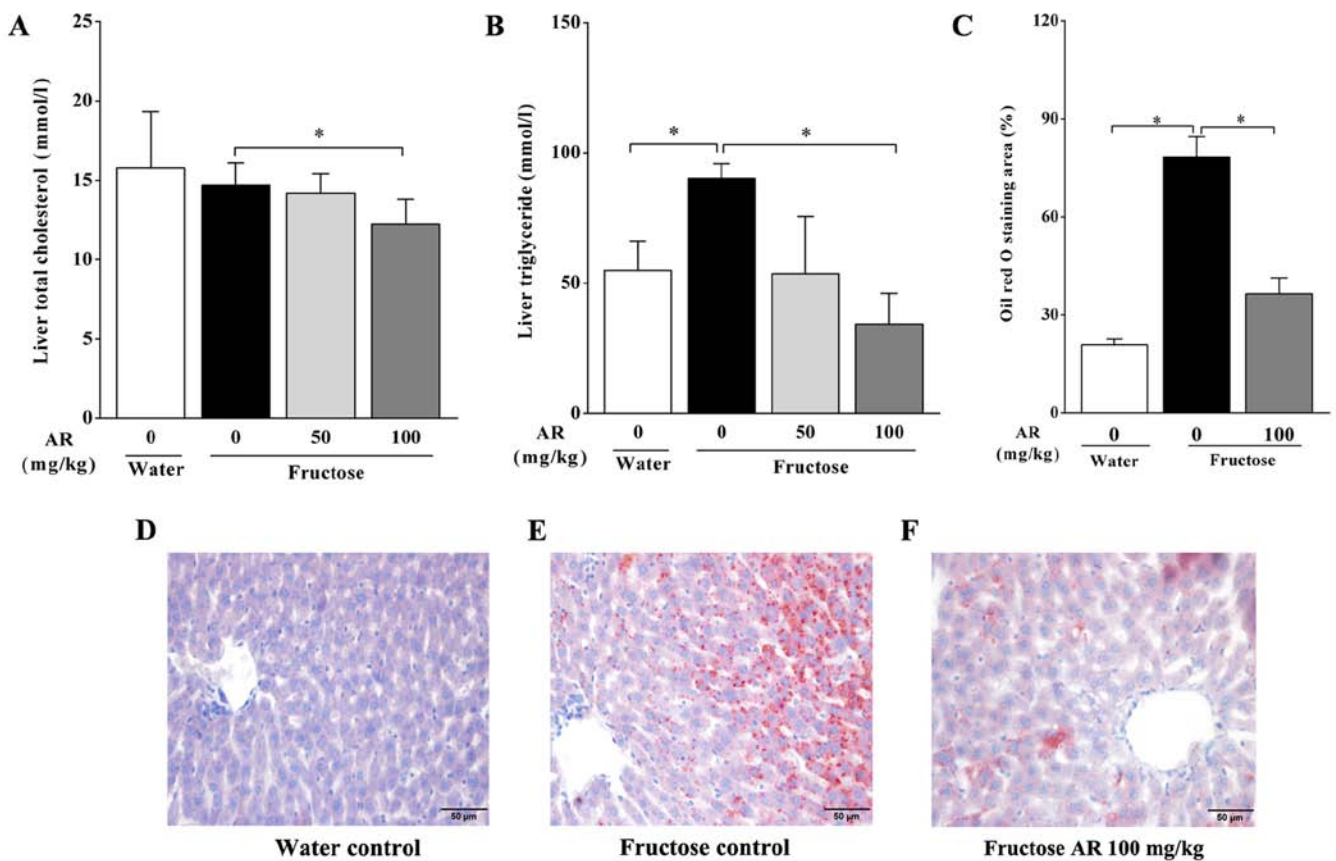 A
Liver total cholesterol (mmol/l)
25
20
15
10
5
0
*
AR
(mg/kg)
0 0 50 100
Water Fructose
B
Liver triglyceride (mmol/l)
150
100
50
0
* *
AR
(mg/kg)
0 0 50 100
Water Fructose
C
Oil red O staining area (%)
120
90
60
30
0
* *
AR
(mg/kg)
0 0 100
Water Fructose
D
50 µm
Water control
E
50 µm
Fructose control
F
50 µm
Fructose AR 100 mg/kg